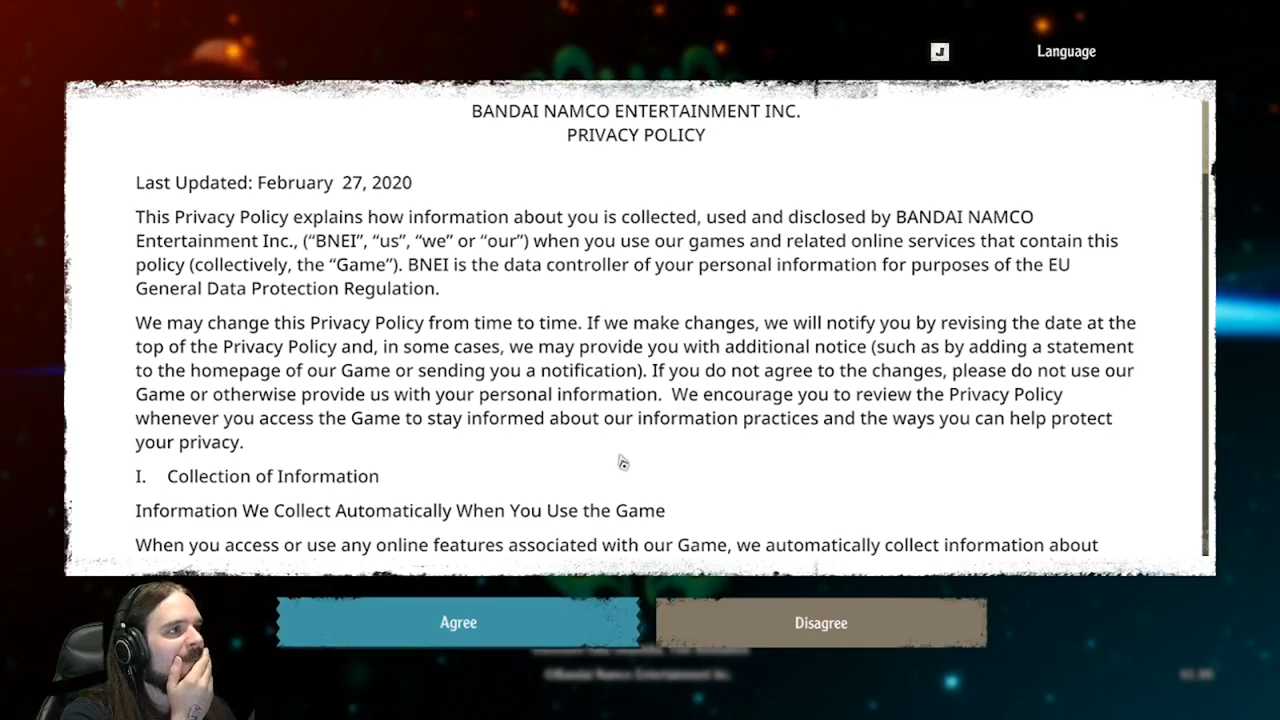 J
Language
BANDAI NAMCO ENTERTAINMENT INC.
PRIVACY POLICY
Last Updated: February  27, 2020
This Privacy Policy explains how information about you is collected, used and disclosed by BANDAI NAMCO
Entertainment Inc., (“BNEI”, “us”, “we” or “our”) when you use our games and related online services that contain this
policy (collectively, the “Game”). BNEI is the data controller of your personal information for purposes of the EU
General Data Protection Regulation.
We may change this Privacy Policy from time to time. If we make changes, we will notify you by revising the date at the
top of the Privacy Policy and, in some cases, we may provide you with additional notice (such as by adding a statement
to the homepage of our Game or sending you a notification). If you do not agree to the changes, please do not use our
Game or otherwise provide us with your personal information.  We encourage you to review the Privacy Policy
whenever you access the Game to stay informed about our information practices and the ways you can help protect
your privacy.
I.    Collection of Information
Information We Collect Automatically When You Use the Game
When you access or use any online features associated with our Game, we automatically collect information about
Agree
Disagree
©Bandai Namco Entertainment Inc.